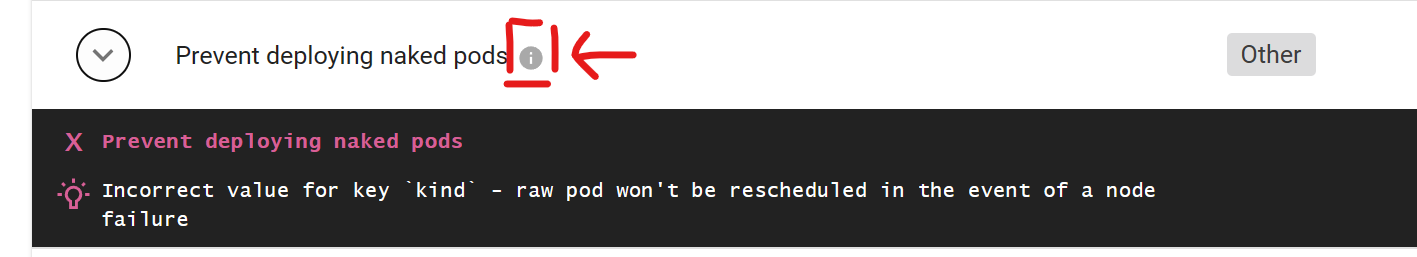 Prevent deploying naked pods
Other
X Prevent deploying naked pods
Incorrect value for key `kind` - raw pod won't be rescheduled in the event of a node
failure